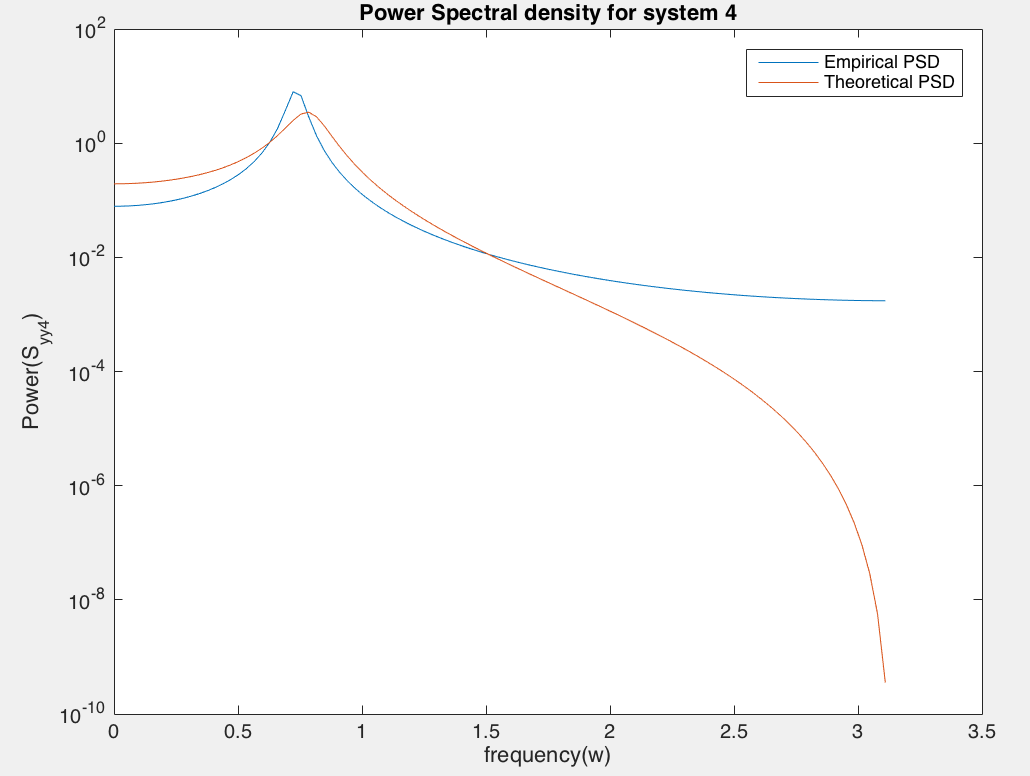 Power Spectral density for system 4
Empirical PSD
Theoretical PSD
10^2
10^0
10^-2
10^-4
10^-6
10^-8
10^-10
Power(S_yy4)
0 0.5 1 1.5 2 2.5 3 3.5
frequency(w)